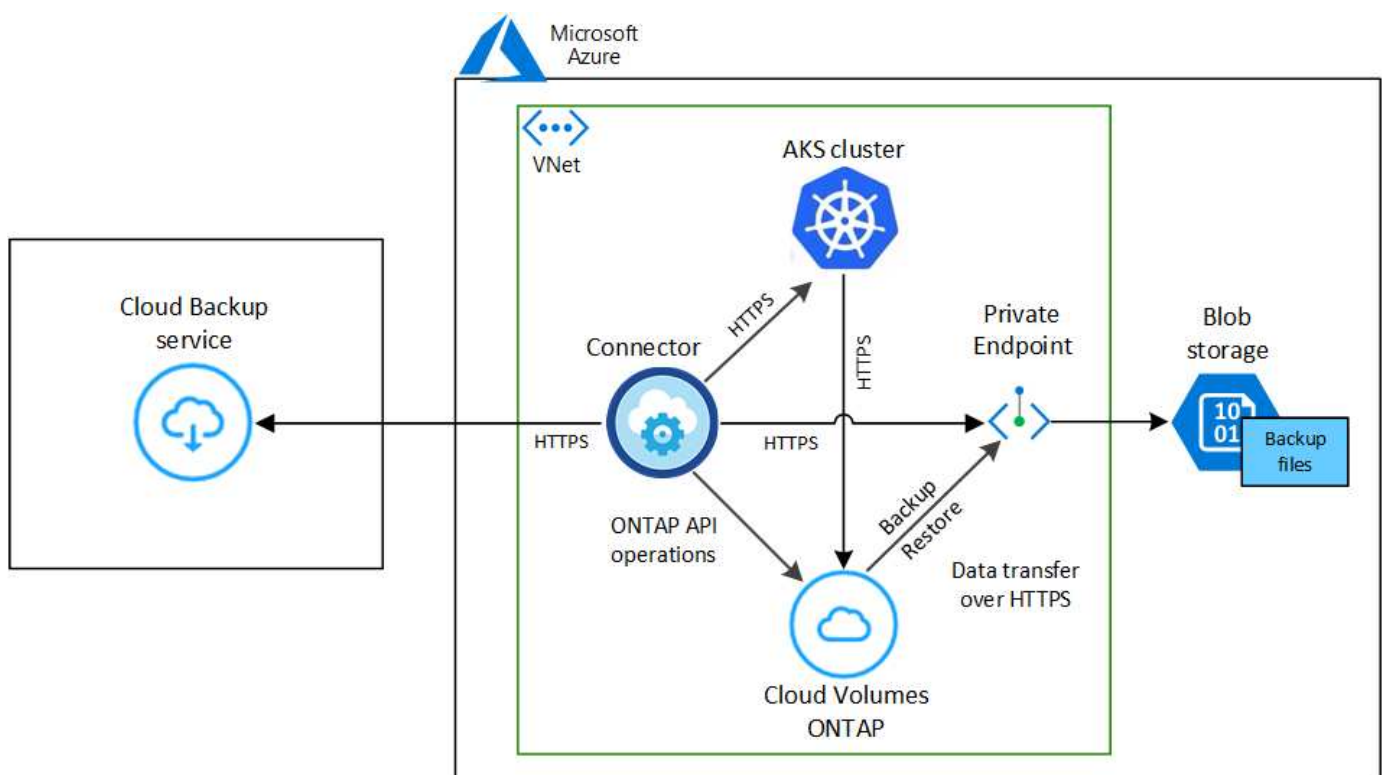 Microsoft
Azure
VNet
AKS cluster
Cloud Backup
service
Connector
HTTPS
HTTPS
Private
Endpoint
Blob
storage
10
01
Backup
files
HTTPS
HTTPS
ONTAP API
operations
Backup
Restore
Data transfer
over HTTPS
Cloud Volumes
ONTAP